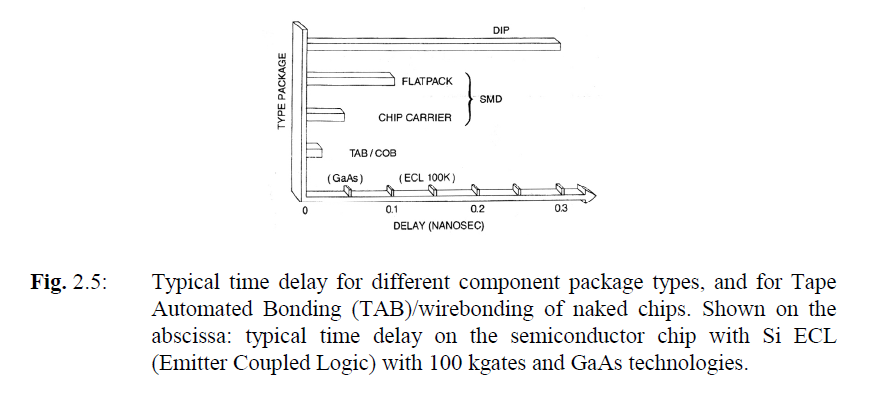 DIP
TYPE PACKAGE
FLATPACK
SMD
CHIP CARRIER
TAB / COB
(GaAs) (ECL 100K)
0 0.1 0.2 0.3
DELAY (NANOSEC)
Fig. 2.5: Typical time delay for different component package types, and for Tape
Automated Bonding (TAB)/wirebonding of naked chips. Shown on the
abscissa: typical time delay on the semiconductor chip with Si ECL
(Emitter Coupled Logic) with 100 kgates and GaAs technologies.